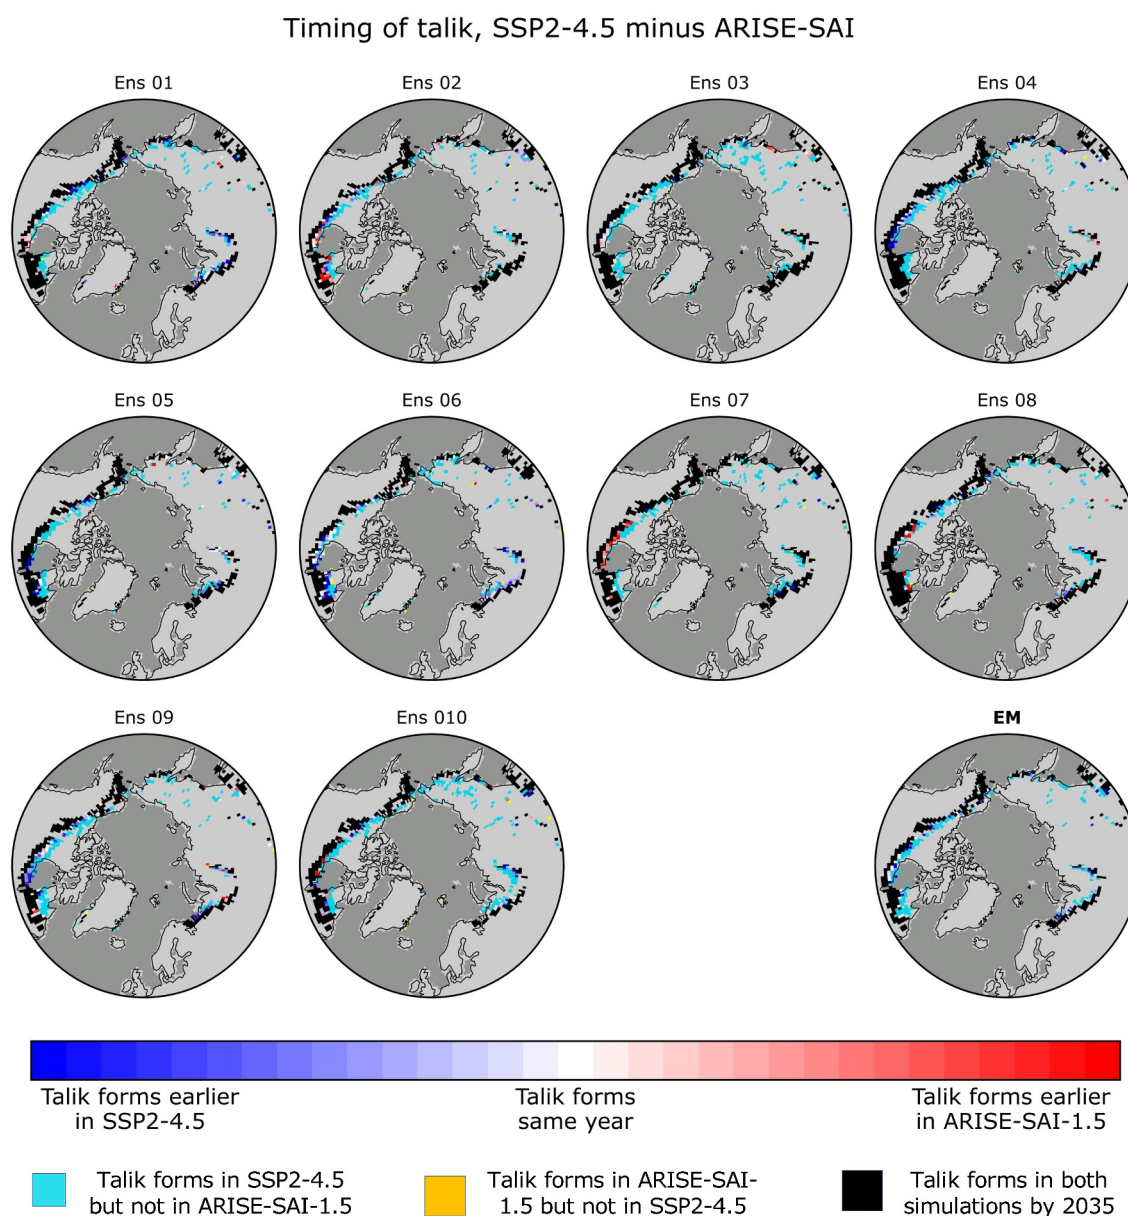 Timing of talik, SSP2-4.5 minus ARISE-SAI
Ens 01
Ens 02
Ens 03
Ens 04
Ens 05
Ens 06
Ens 07
Ens 08
Ens 09
Ens 010
EM
Talik forms earlier
in SSP2-4.5
Talik forms
same year
Talik forms earlier
in ARISE-SAI-1.5
Talik forms in SSP2-4.5
but not in ARISE-SAI-1.5
Talik forms in ARISE-SAI-
1.5 but not in SSP2-4.5
Talik forms in both
simulations by 2035